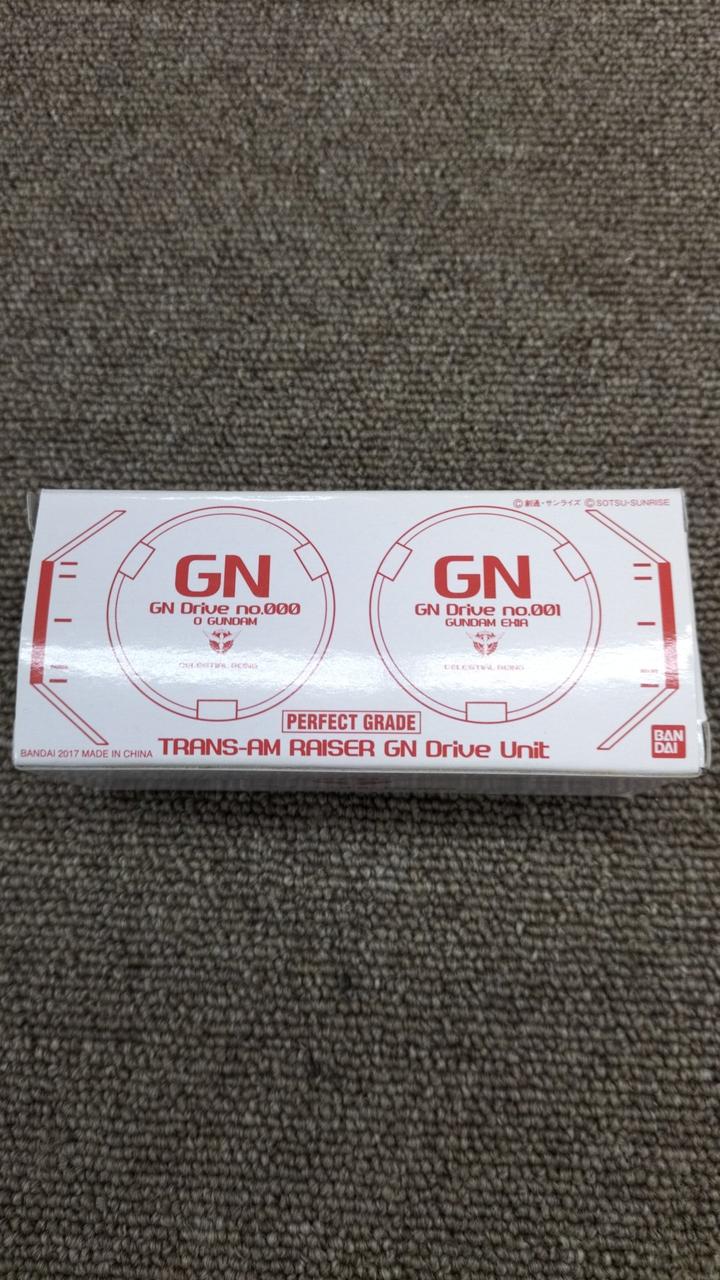 ©創通・サンライズ ©SOTSU·SUNRISE
GN
GN Drive no.000
O GUNDAM
CELESTIAL BEING
GN
GN Drive no.001
GUNDAM EXIA
CELESTIAL BEING
PERFECT GRADE
BANDAI 2017 MADE IN CHINA
TRANS-AM RAISER GN Drive Unit
BAN
DAI